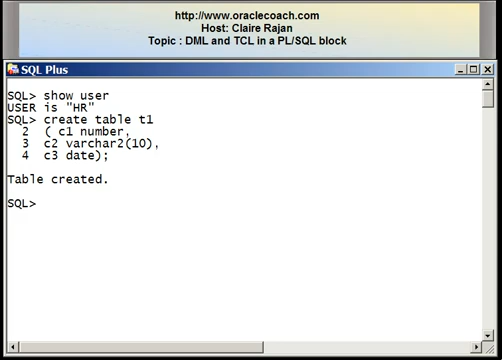 http://www.oraclecoach.com
Host: Claire Rajan
Topic : DML and TCL in a PL/SQL block
SQL Plus
SQL> show user
USER is "HR"
SQL> create table t1
2 ( c1 number,
3 c2 varchar2(10),
4 c3 date);
Table created.
SQL>